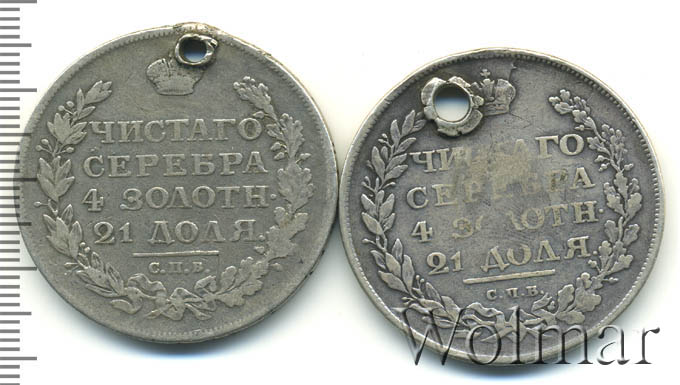 ЧИСТАГО
СЕРЕБРА
4 ЗОЛОТН.
21 ДОЛЯ.
С.П.Б.
ЧИСТАГО
СЕРЕБРА
4 ЗОЛОТН.
21 ДОЛЯ
С.П.Б.
Wolmar